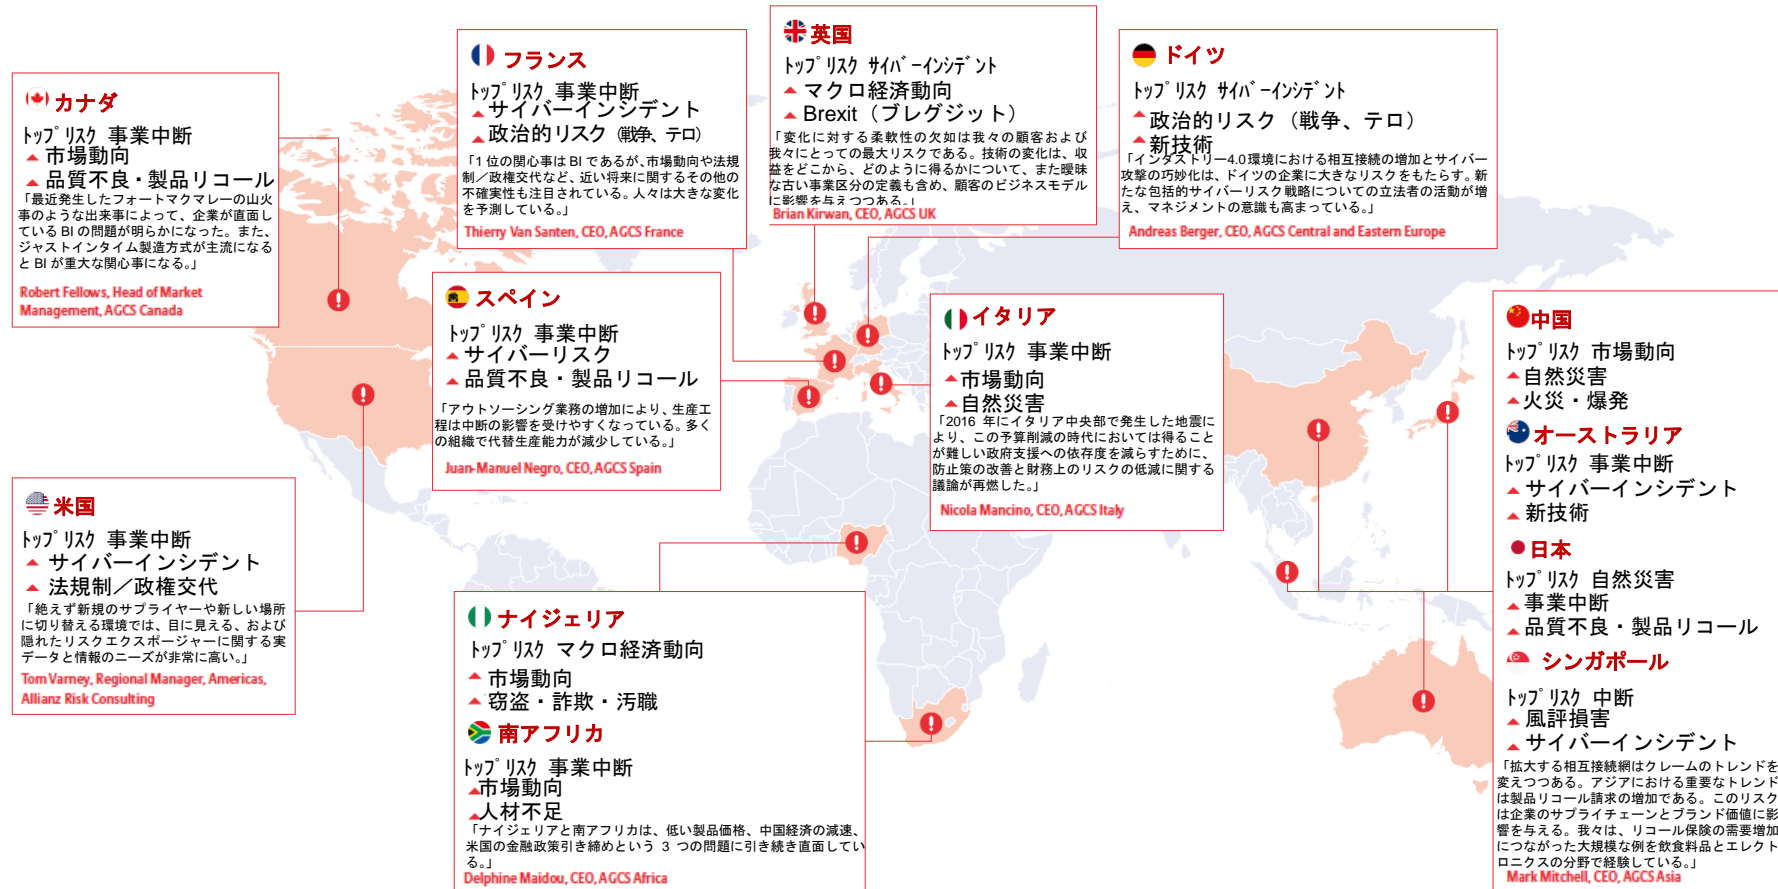 カナダ
トップリスク 事業中断
市場動向
品質不良・製品リコール
「最近発生したフォートマクマレーの山火
事のような出来事によって、企業が直面し
ている BI の問題が明らかになった。また、
ジャストインタイム製造方式が主流になる
と BI が重大な関心事になる。」
Robert Fellows, Head of Market
Management, AGCS Canada
米国
トップリスク 事業中断
サイバーインシデント
法規制／政権交代
「絶えず新規のサプライヤーや新しい場所
に切り替える環境では、目に見える、および
隠れたリスクエクスポージャーに関する実
データと情報のニーズが非常に高い。」
Tom Varney, Regional Manager, Americas,
Allianz Risk Consulting
フランス
トップリスク 事業中断
サイバーインシデント
政治的リスク（戦争、テロ）
「1 位の関心事は BI であるが、市場動向や法規
制／政権交代など、近い将来に関するその他の
不確実性も注目されている。人々は大きな変化
を予測している。」
Thierry Van Santen, CEO, AGCS France
スペイン
トップリスク 事業中断
サイバーリスク
品質不良・製品リコール
「アウトソーシング業務の増加により、生産工
程は中断の影響を受けやすくなっている。多く
の組織で代替生産能力が減少している。」
Juan-Manuel Negro, CEO, AGCS Spain
ナイジェリア
トップリスク マクロ経済動向
市場動向
窃盗・詐欺・汚職
南アフリカ
トップリスク 事業中断
市場動向
人材不足
「ナイジェリアと南アフリカは、低い製品価格、中国経済の減速、
米国の金融政策引き締めという 3 つの問題に引き続き直面してい
る。」
Delphine Maidou, CEO, AGCS Africa
英国
トップリスク サイバーインシデント
マクロ経済動向
Brexit（ブレグジット）
「変化に対する柔軟性の欠如は我々の顧客および
我々にとっての最大リスクである。技術の変化は、収
益をどこから、どのように得るかについて、また曖昧
な古い事業区分の定義も含め、顧客のビジネスモデル
に影響を与えつつある。」
Brian Kirwan, CEO, AGCS UK
ドイツ
トップリスク サイバーインシデント
政治的リスク（戦争、テロ）
新技術
「インダストリー4.0環境における相互接続の増加とサイバー
攻撃の巧妙化は、ドイツの企業に大きなリスクをもたらす。新
たな包括的サイバーリスク戦略についての立法者の活動が増
え、マネジメントの意識も高まっている。」
Andreas Berger, CEO, AGCS Central and Eastern Europe
イタリア
トップリスク 事業中断
市場動向
自然災害
「2016 年にイタリア中央部で発生した地震に
より、この予算削減の時代においては得ること
が難しい政府支援への依存度を減らすために、
防止策の改善と財務上のリスクの低減に関する
議論が再燃した。」
Nicola Mancino, CEO, AGCS Italy
中国
トップリスク 市場動向
自然災害
火災・爆発
オーストラリア
トップリスク 事業中断
サイバーインシデント
新技術
日本
トップリスク 自然災害
事業中断
品質不良・製品リコール
シンガポール
トップリスク 中断
風評損害
サイバーインシデント
「拡大する相互接続網はクレームのトレンドを
変えつつある。アジアにおける重要なトレンド
は製品リコール請求の増加である。このリスク
は企業のサプライチェーンとブランド価値に影
響を与える。我々は、リコール保険の需要増加
につながった大規模な例を飲食料品とエレクト
ロニクスの分野で経験している。」
Mark Mitchell, CEO, AGCS Asia